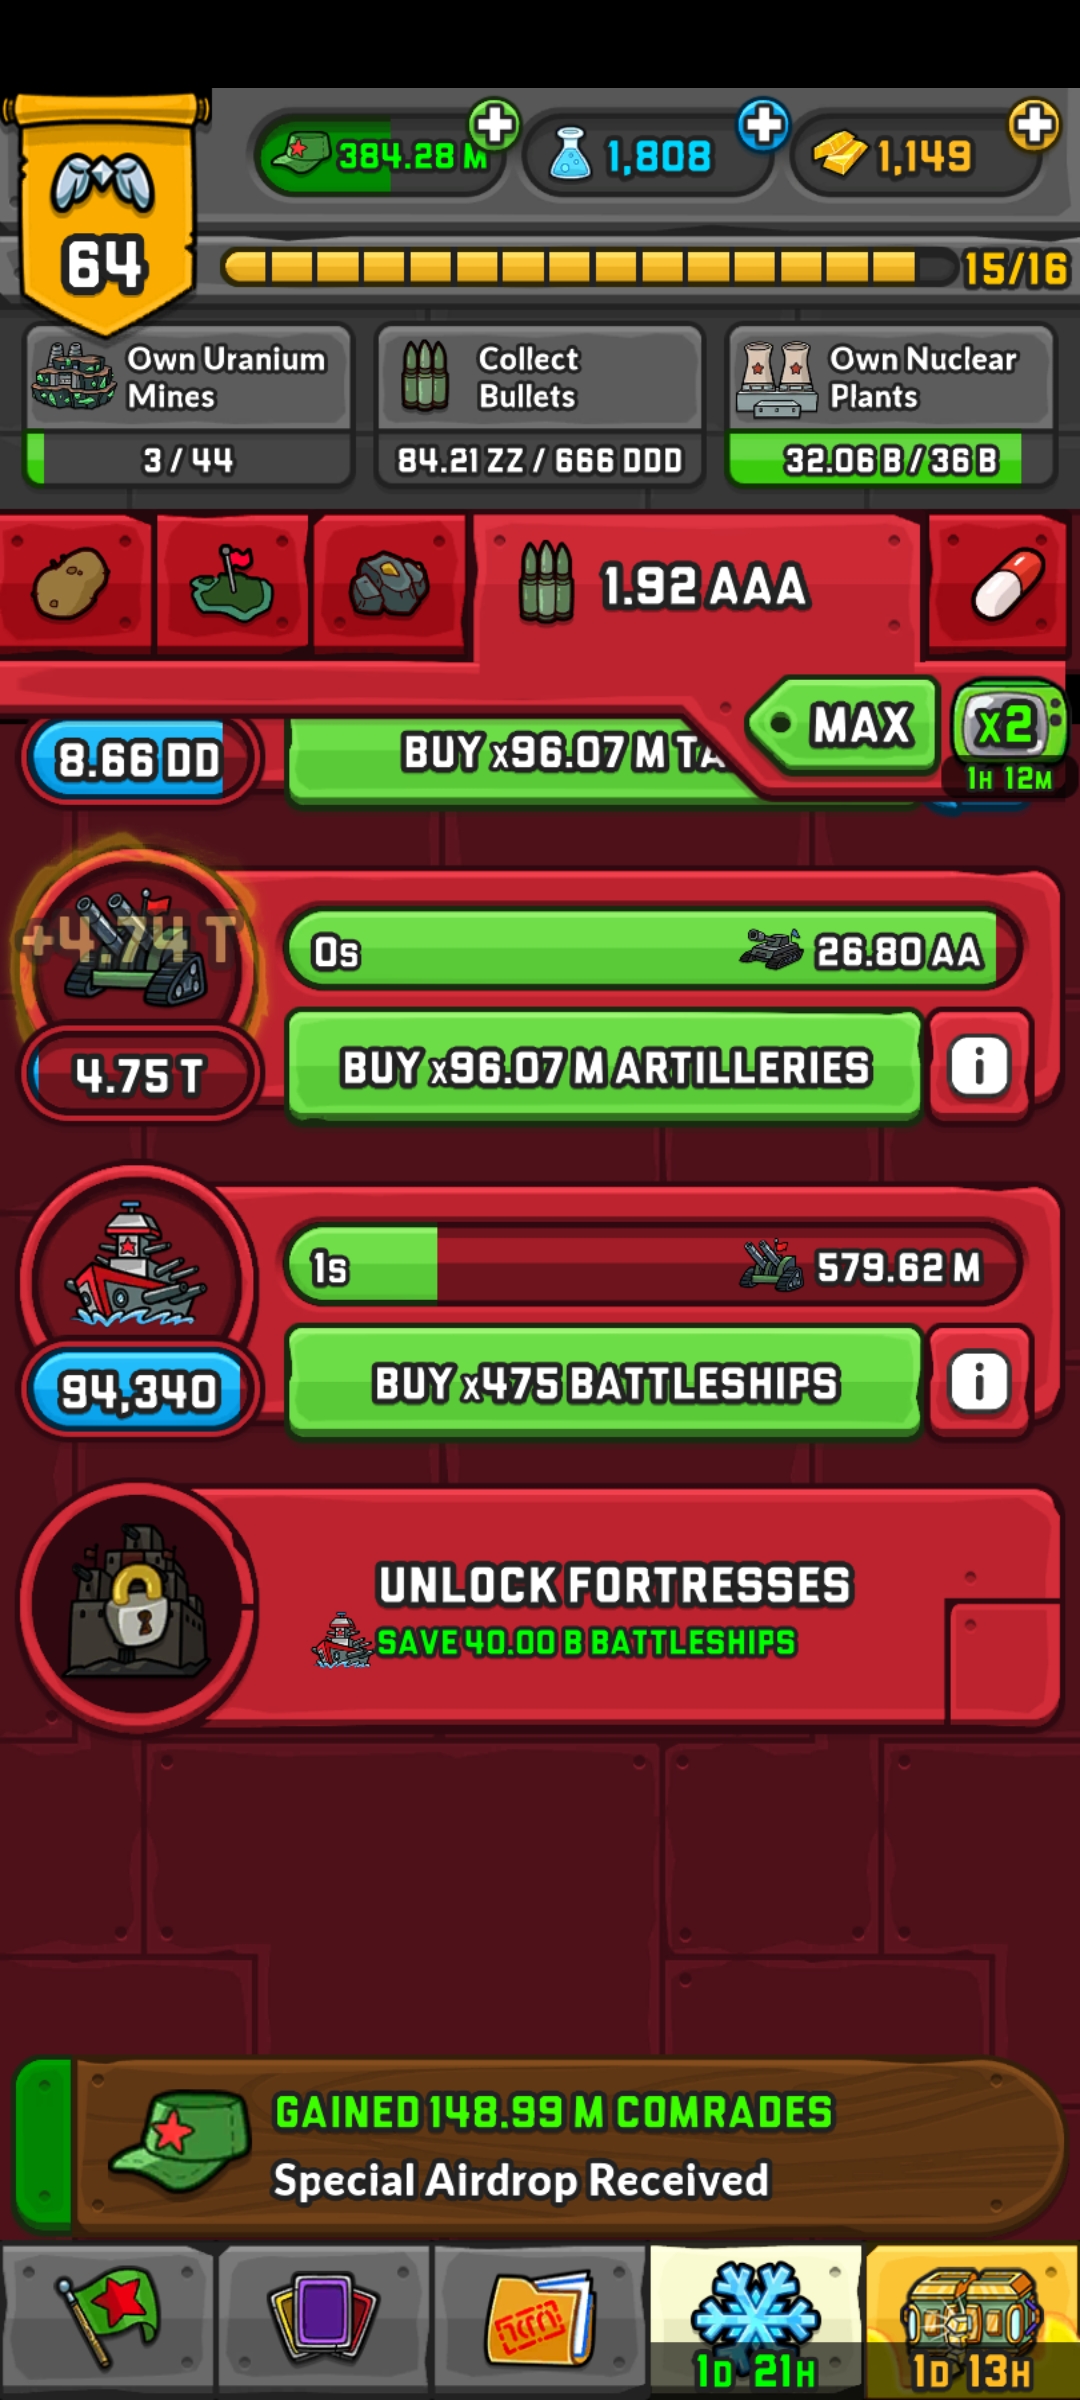 384.28 M
1,808
1,149
64
15/16
Own Uranium
Mines
3 / 44
Collect
Bullets
84.21 ZZ / 666 DDD
Own Nuclear
Plants
32.06 B / 36 B
1.92 AAA
MAX
X2
1H 12M
8.66 DD
BUY x96.07 M TA
+4.74 T
0s
26.80 AA
4.75 T
BUY x96.07 M ARTILLERIES
i
1s
579.62 M
94,340
BUY x475 BATTLESHIPS
i
UNLOCK FORTRESSES
SAVE 40.00 B BATTLESHIPS
GAINED 148.99 M COMRADES
Special Airdrop Received
1D 21H
1D 13H